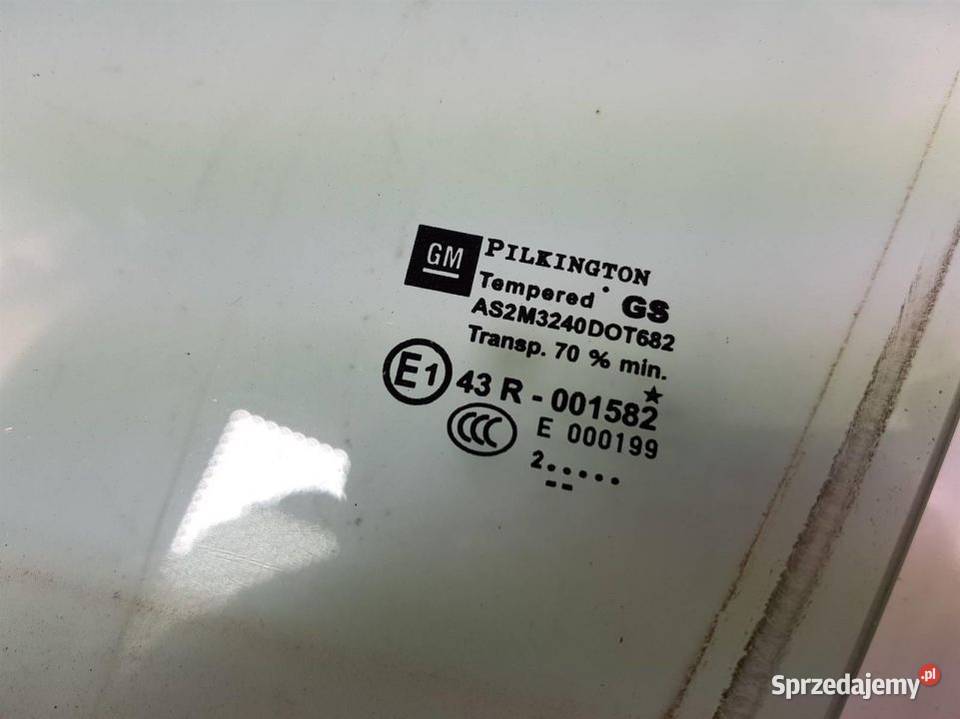 GM
PILKINGTON
Tempered GS
AS2M3240DOT682
Transp. 70 % min.
E1 43 R - 001582
CCC E 000199
2.....
--
Sprzedajemy.pl